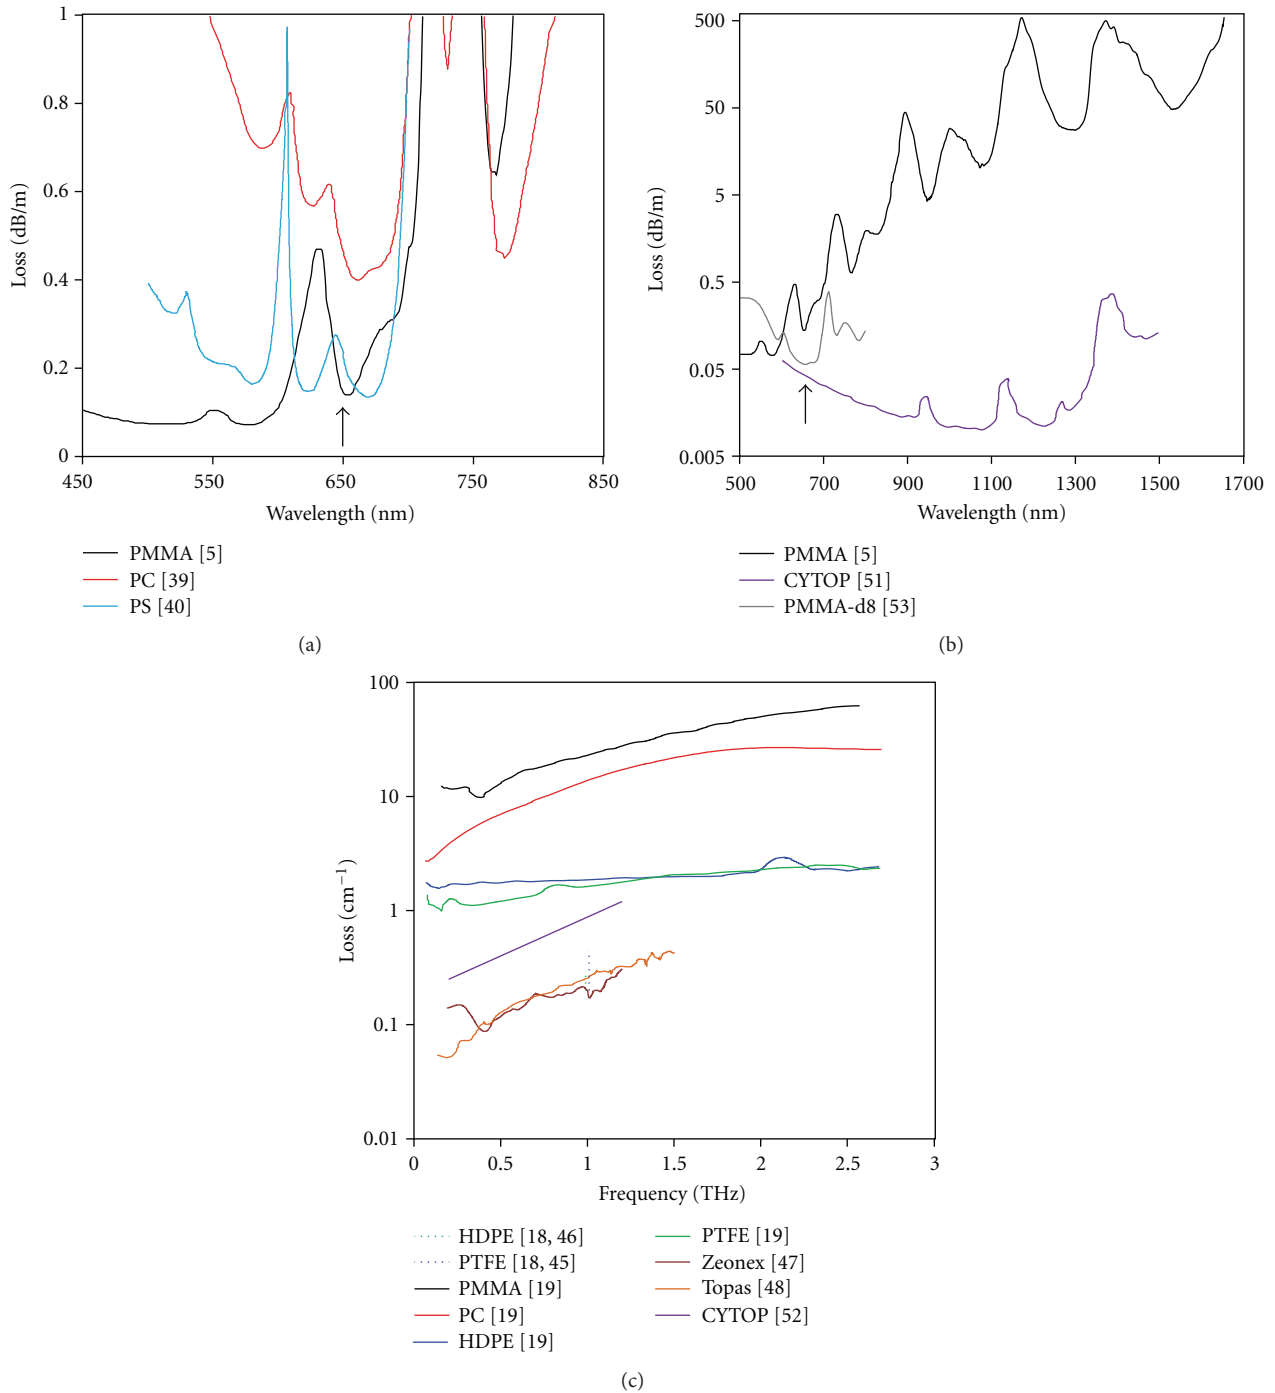 1
0.8
0.6
0.4
0.2
0
Loss (dB/m)
450 550 650 750 850
Wavelength (nm)
PMMA [5]
PC [39]
PS [40]
(a)
500
50
5
0.5
0.05
0.005
Loss (dB/m)
500 700 900 1100 1300 1500 1700
Wavelength (nm)
PMMA [5]
CYTOP [51]
PMMA-d8 [53]
(b)
100
10
1
0.1
0.01
Loss (cm⁻¹)
0 0.5 1 1.5 2 2.5 3
Frequency (THz)
HDPE [18, 46]
PTFE [18, 45]
PMMA [19]
PC [19]
HDPE [19]
PTFE [19]
Zeonex [47]
Topas [48]
CYTOP [52]
(c)